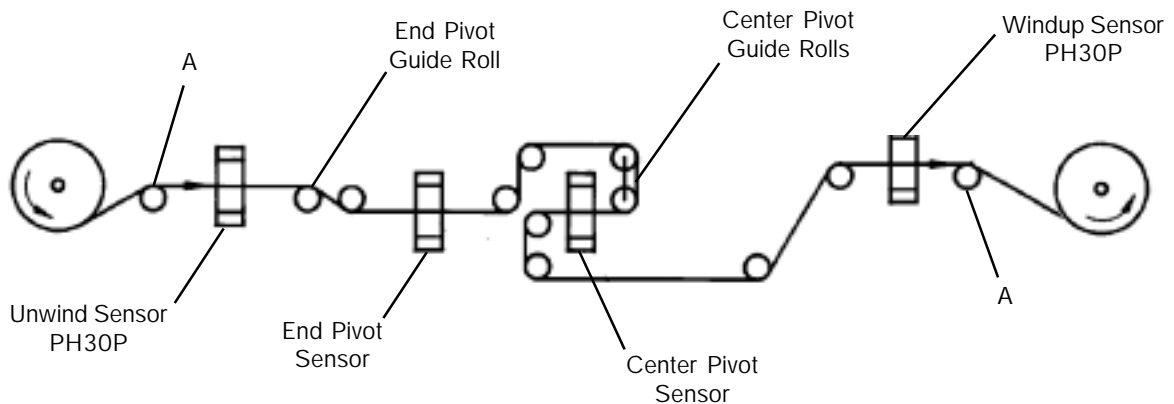 A
End Pivot
Guide Roll
Center Pivot
Guide Rolls
Windup Sensor
PH30P
Unwind Sensor
PH30P
End Pivot
Sensor
Center Pivot
Sensor
A